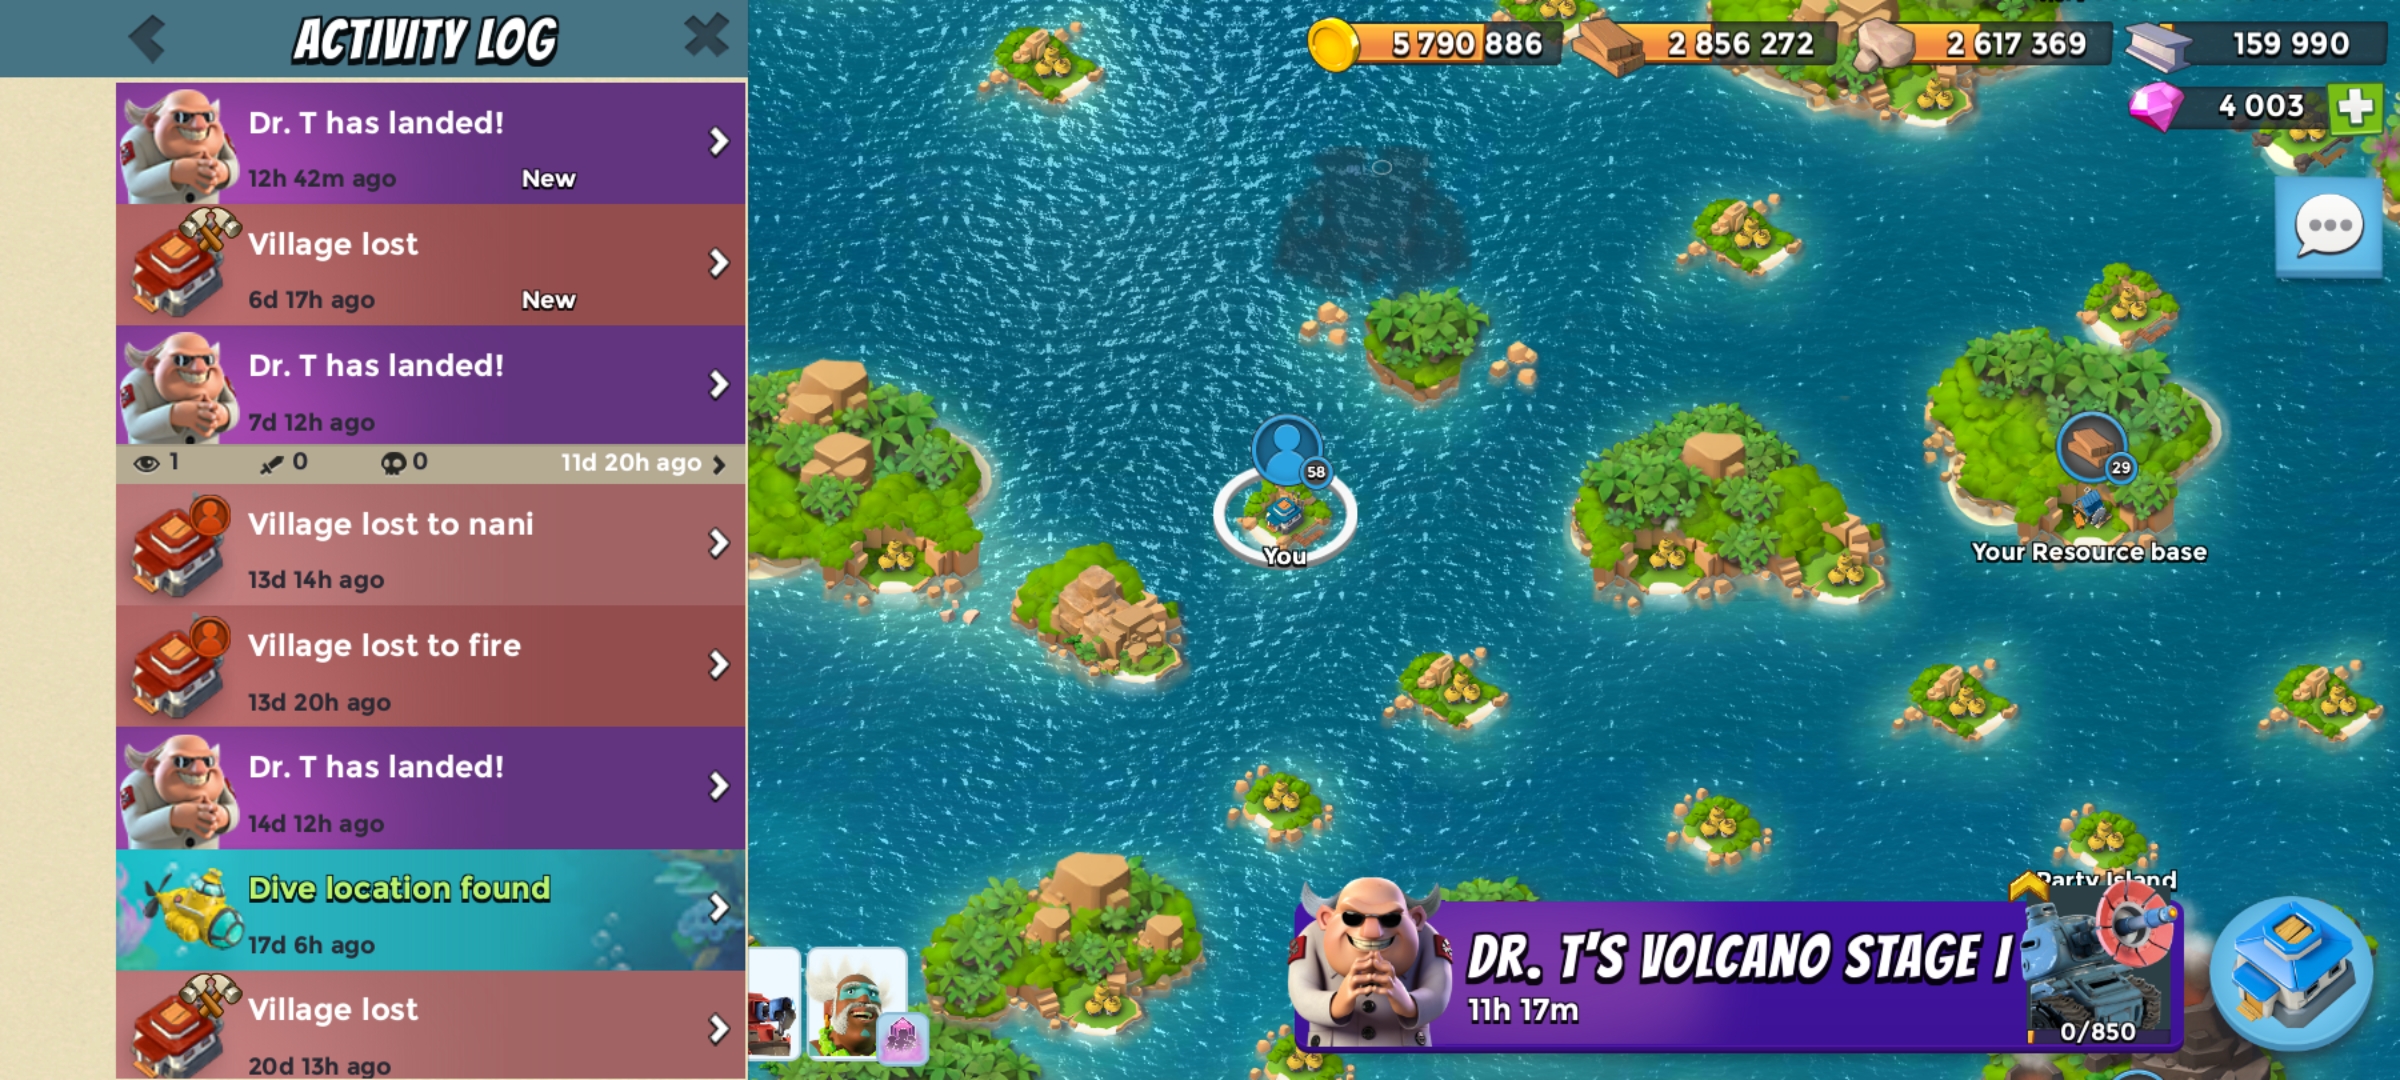 ACTIVITY LOG
Dr. T has landed!
12h 42m ago
New
Village lost
6d 17h ago
New
Dr. T has landed!
7d 12h ago
1
0
0
11d 20h ago
Village lost to nani
13d 14h ago
Village lost to fire
13d 20h ago
Dr. T has landed!
14d 12h ago
Dive location found
17d 6h ago
Village lost
20d 13h ago
5 790 886
2 856 272
2 617 369
159 990
4 003
58
You
29
Your Resource base
Party Island
DR. T'S VOLCANO STAGE I
11h 17m
0/850